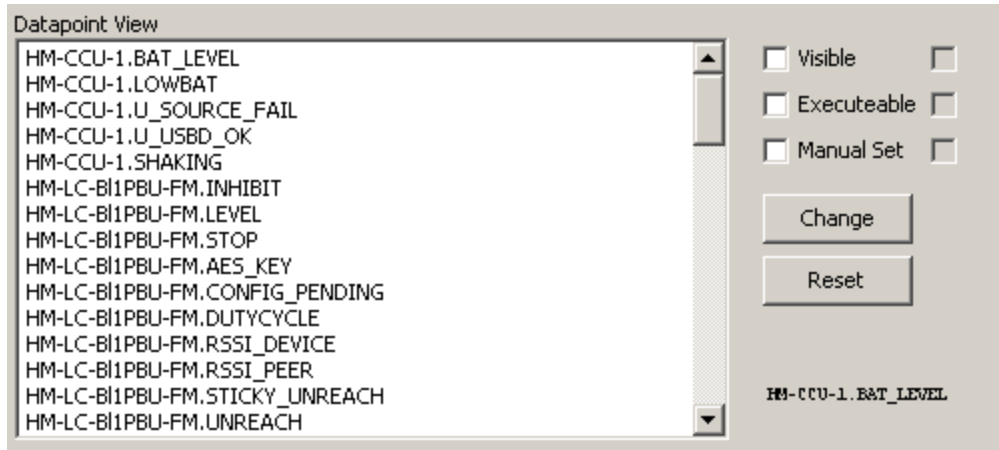 Datapoint View
HM-CCU-1.BAT_LEVEL
HM-CCU-1.LOWBAT
HM-CCU-1.U_SOURCE_FAIL
HM-CCU-1.U_USBD_OK
HM-CCU-1.SHAKING
HM-LC-Bl1PBU-FM.INHIBIT
HM-LC-Bl1PBU-FM.LEVEL
HM-LC-Bl1PBU-FM.STOP
HM-LC-Bl1PBU-FM.AES_KEY
HM-LC-Bl1PBU-FM.CONFIG_PENDING
HM-LC-Bl1PBU-FM.DUTYCYCLE
HM-LC-Bl1PBU-FM.RSSI_DEVICE
HM-LC-Bl1PBU-FM.RSSI_PEER
HM-LC-Bl1PBU-FM.STICKY_UNREACH
HM-LC-Bl1PBU-FM.UNREACH
Visible
Executeable
Manual Set
Change
Reset
HM-CCU-1.BAT_LEVEL